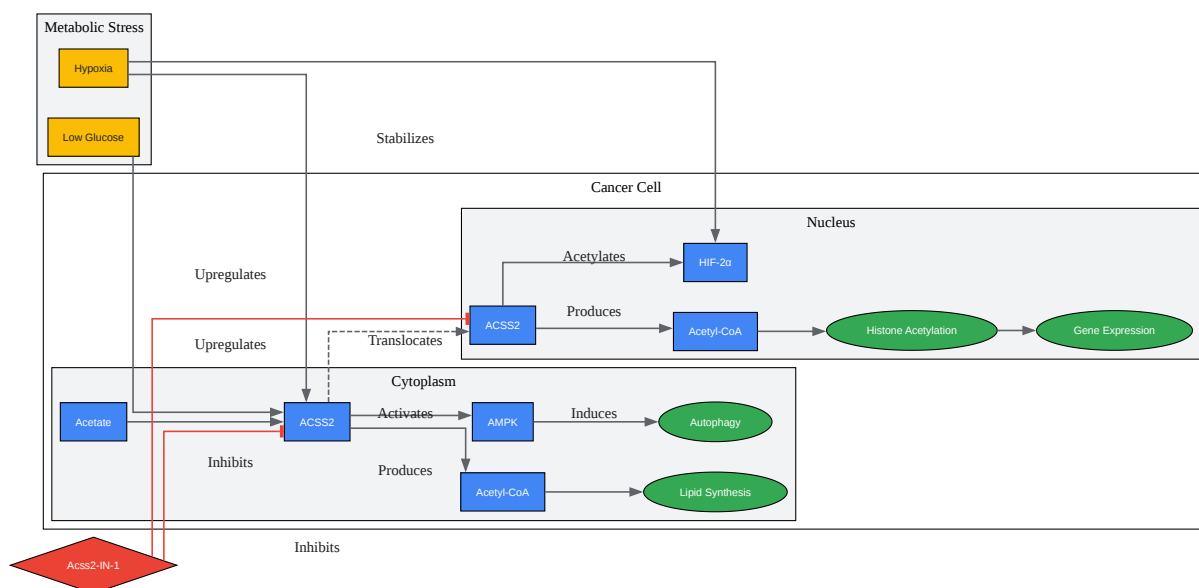 Metabolic Stress
Hypoxia
Low Glucose
Stabilizes
Cancer Cell
Nucleus
Acetylates
HIF-2α
Upregulates
Produces
ACSS2
Acetyl-CoA
Histone Acetylation
Gene Expression
Upregulates
Translocates
Cytoplasm
Acetate
ACSS2
Activates
AMPK
Induces
Autophagy
Inhibits
Produces
Acetyl-CoA
Lipid Synthesis
Inhibits
Acss2-IN-1